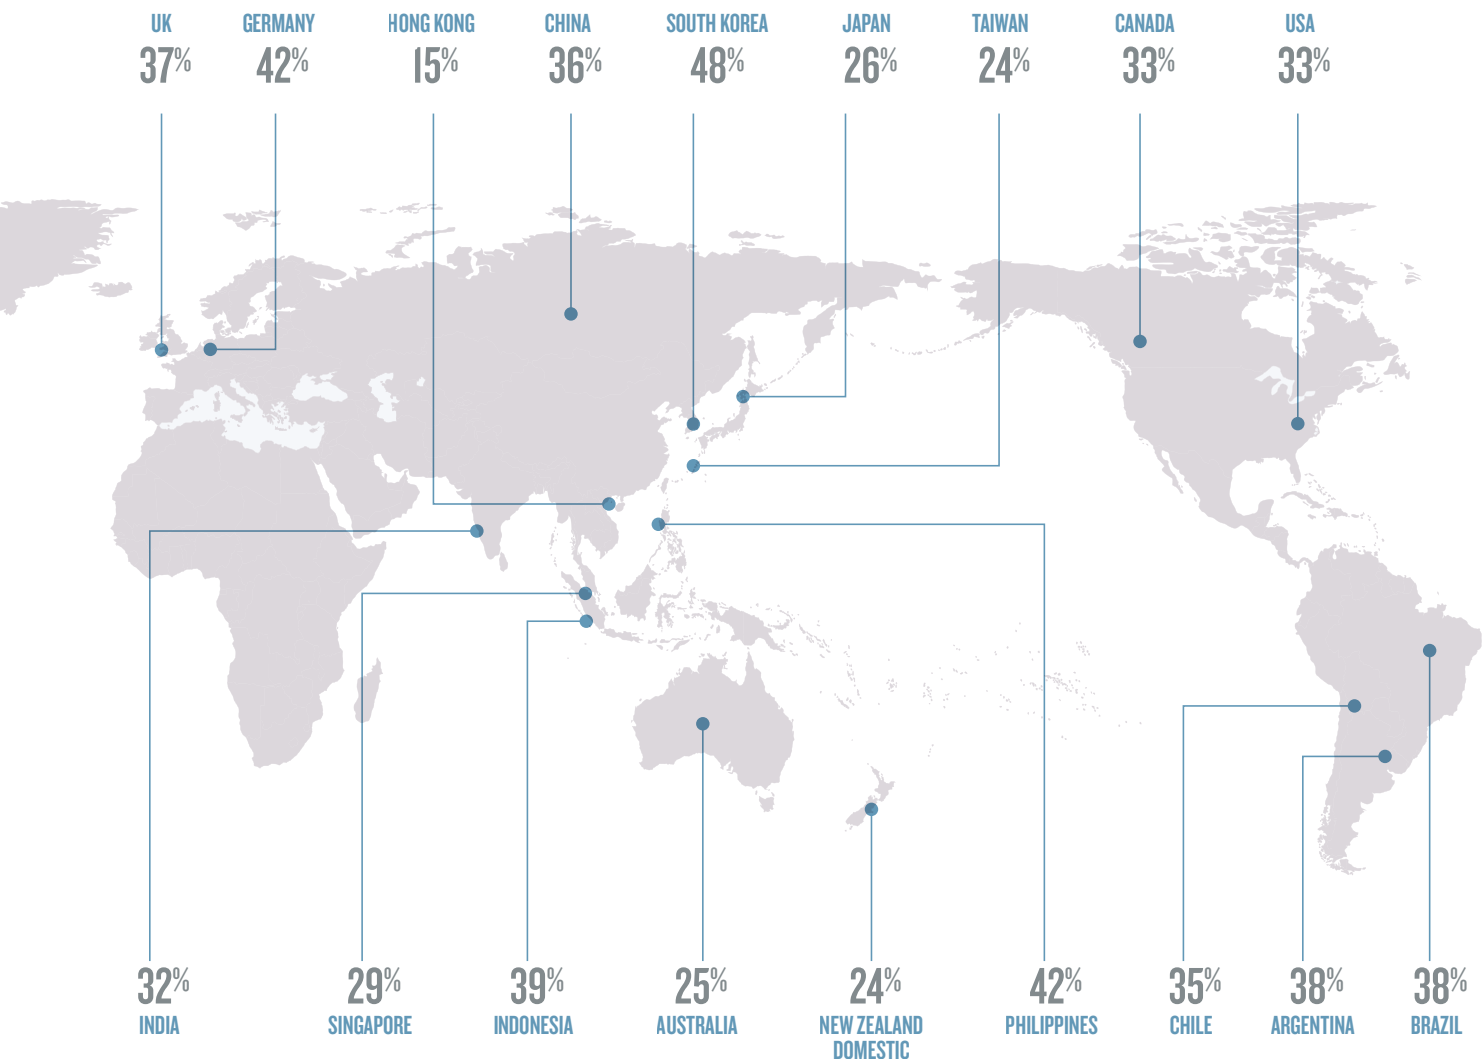 UK GERMANY HONG KONG CHINA SOUTH KOREA JAPAN TAIWAN CANADA USA
37% 42% 15% 36% 48% 26% 24% 33% 33%
32% 29% 39% 25% 24% 42% 35% 38% 38%
INDIA SINGAPORE INDONESIA AUSTRALIA NEW ZEALAND PHILIPPINES CHILE ARGENTINA BRAZIL
DOMESTIC